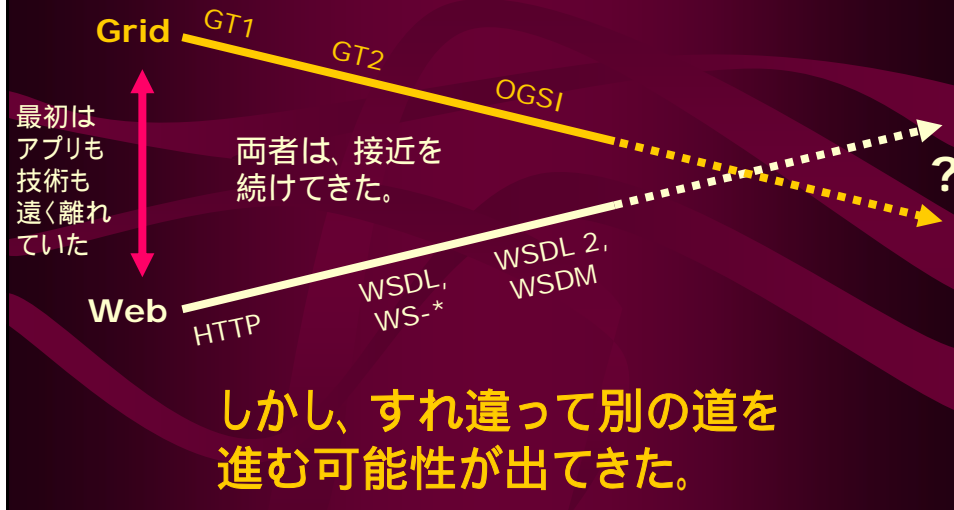 Grid
GT1
GT2
OGSI
最初は
アプリも
技術も
遠く離れ
ていた
両者は、接近を
続けてきた。
?
Web
HTTP
WSDL,
WS-*
WSDL 2,
WSDM
しかし、すれ違って別の道を
進む可能性が出てきた。